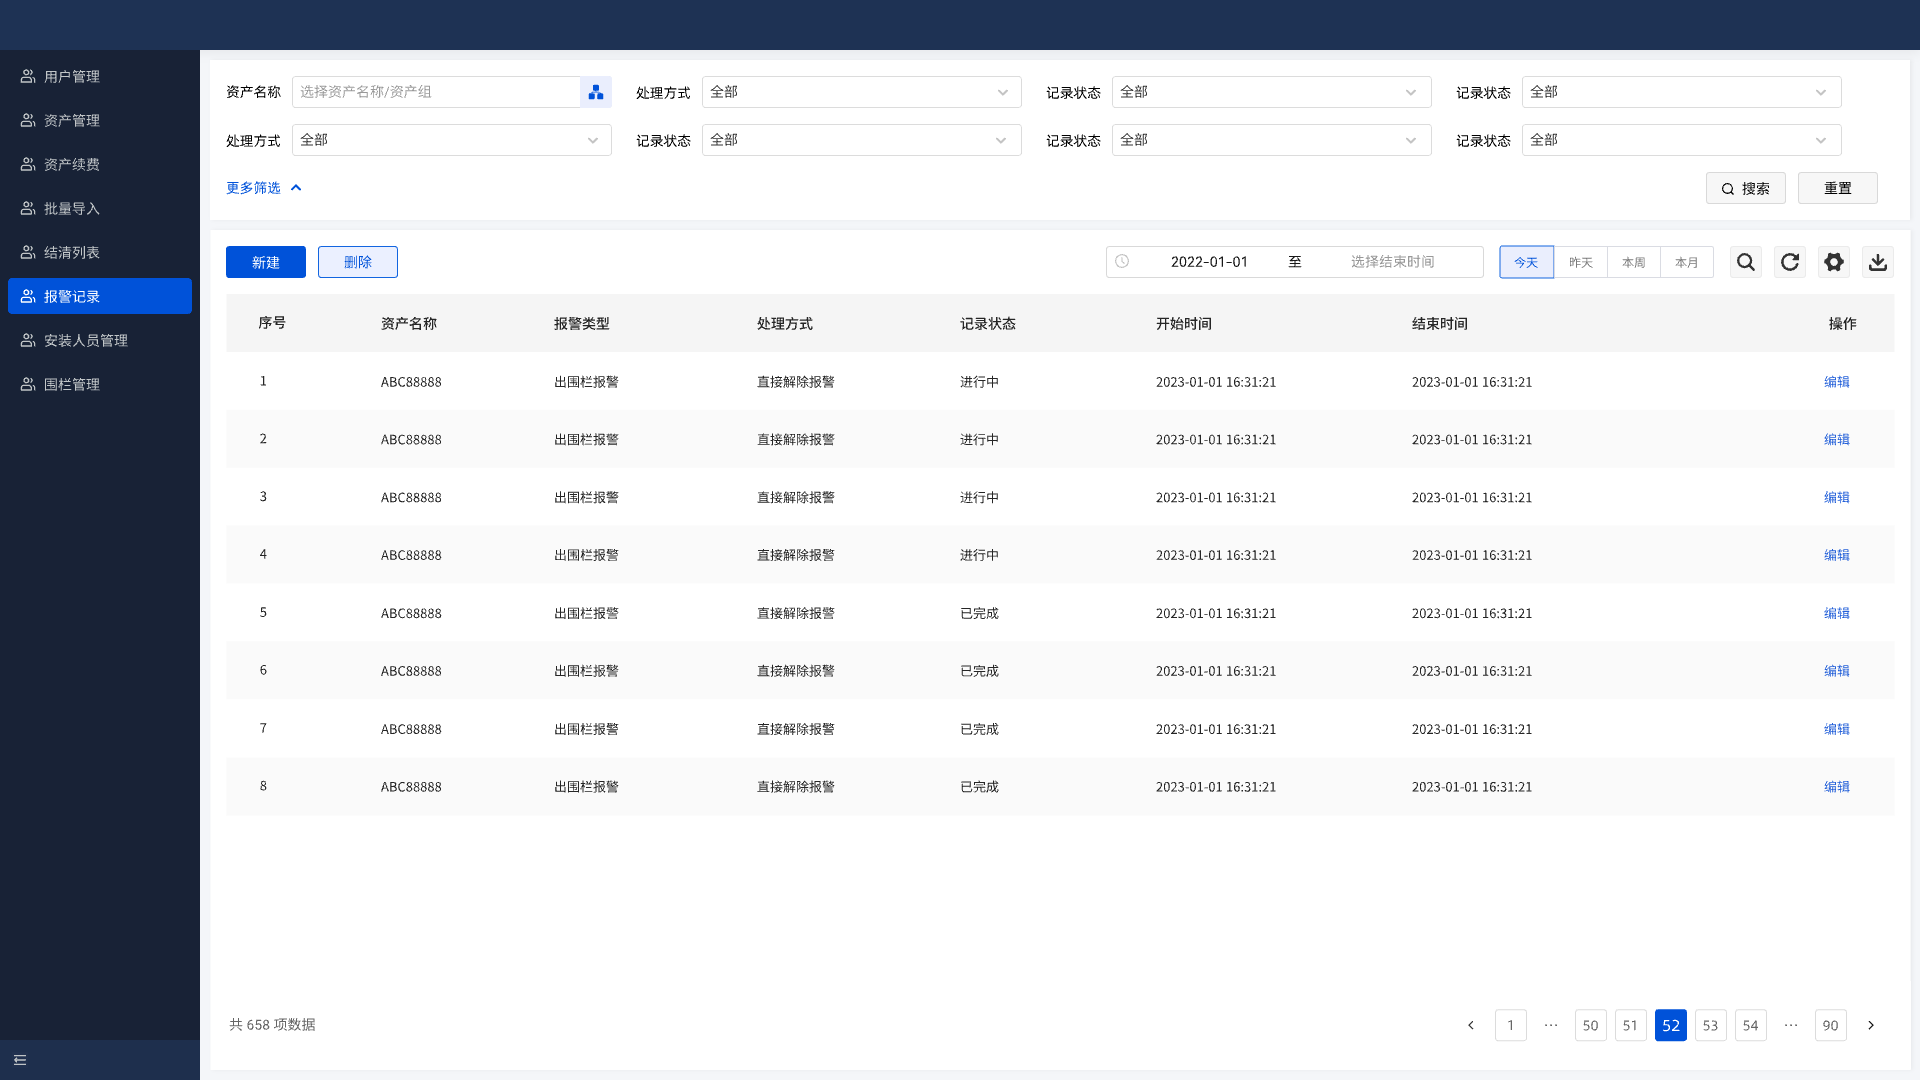 用户管理
资产管理
资产续费
批量导入
结清列表
报警记录
安装人员管理
围栏管理
资产名称 选择资产名称/资产组 处理方式 全部 记录状态 全部 记录状态 全部
处理方式 全部 记录状态 全部 记录状态 全部 记录状态 全部
更多筛选 搜索 重置
新建 删除 2022-01-01 至 选择结束时间 今天 昨天 本周 本月
序号 资产名称 报警类型 处理方式 记录状态 开始时间 结束时间 操作
1 ABC88888 出围栏报警 直接解除报警 进行中 2023-01-01 16:31:21 2023-01-01 16:31:21 编辑
2 ABC88888 出围栏报警 直接解除报警 进行中 2023-01-01 16:31:21 2023-01-01 16:31:21 编辑
3 ABC88888 出围栏报警 直接解除报警 进行中 2023-01-01 16:31:21 2023-01-01 16:31:21 编辑
4 ABC88888 出围栏报警 直接解除报警 进行中 2023-01-01 16:31:21 2023-01-01 16:31:21 编辑
5 ABC88888 出围栏报警 直接解除报警 已完成 2023-01-01 16:31:21 2023-01-01 16:31:21 编辑
6 ABC88888 出围栏报警 直接解除报警 已完成 2023-01-01 16:31:21 2023-01-01 16:31:21 编辑
7 ABC88888 出围栏报警 直接解除报警 已完成 2023-01-01 16:31:21 2023-01-01 16:31:21 编辑
8 ABC88888 出围栏报警 直接解除报警 已完成 2023-01-01 16:31:21 2023-01-01 16:31:21 编辑
共 658 项数据 1 ··· 50 51 52 53 54 ··· 90